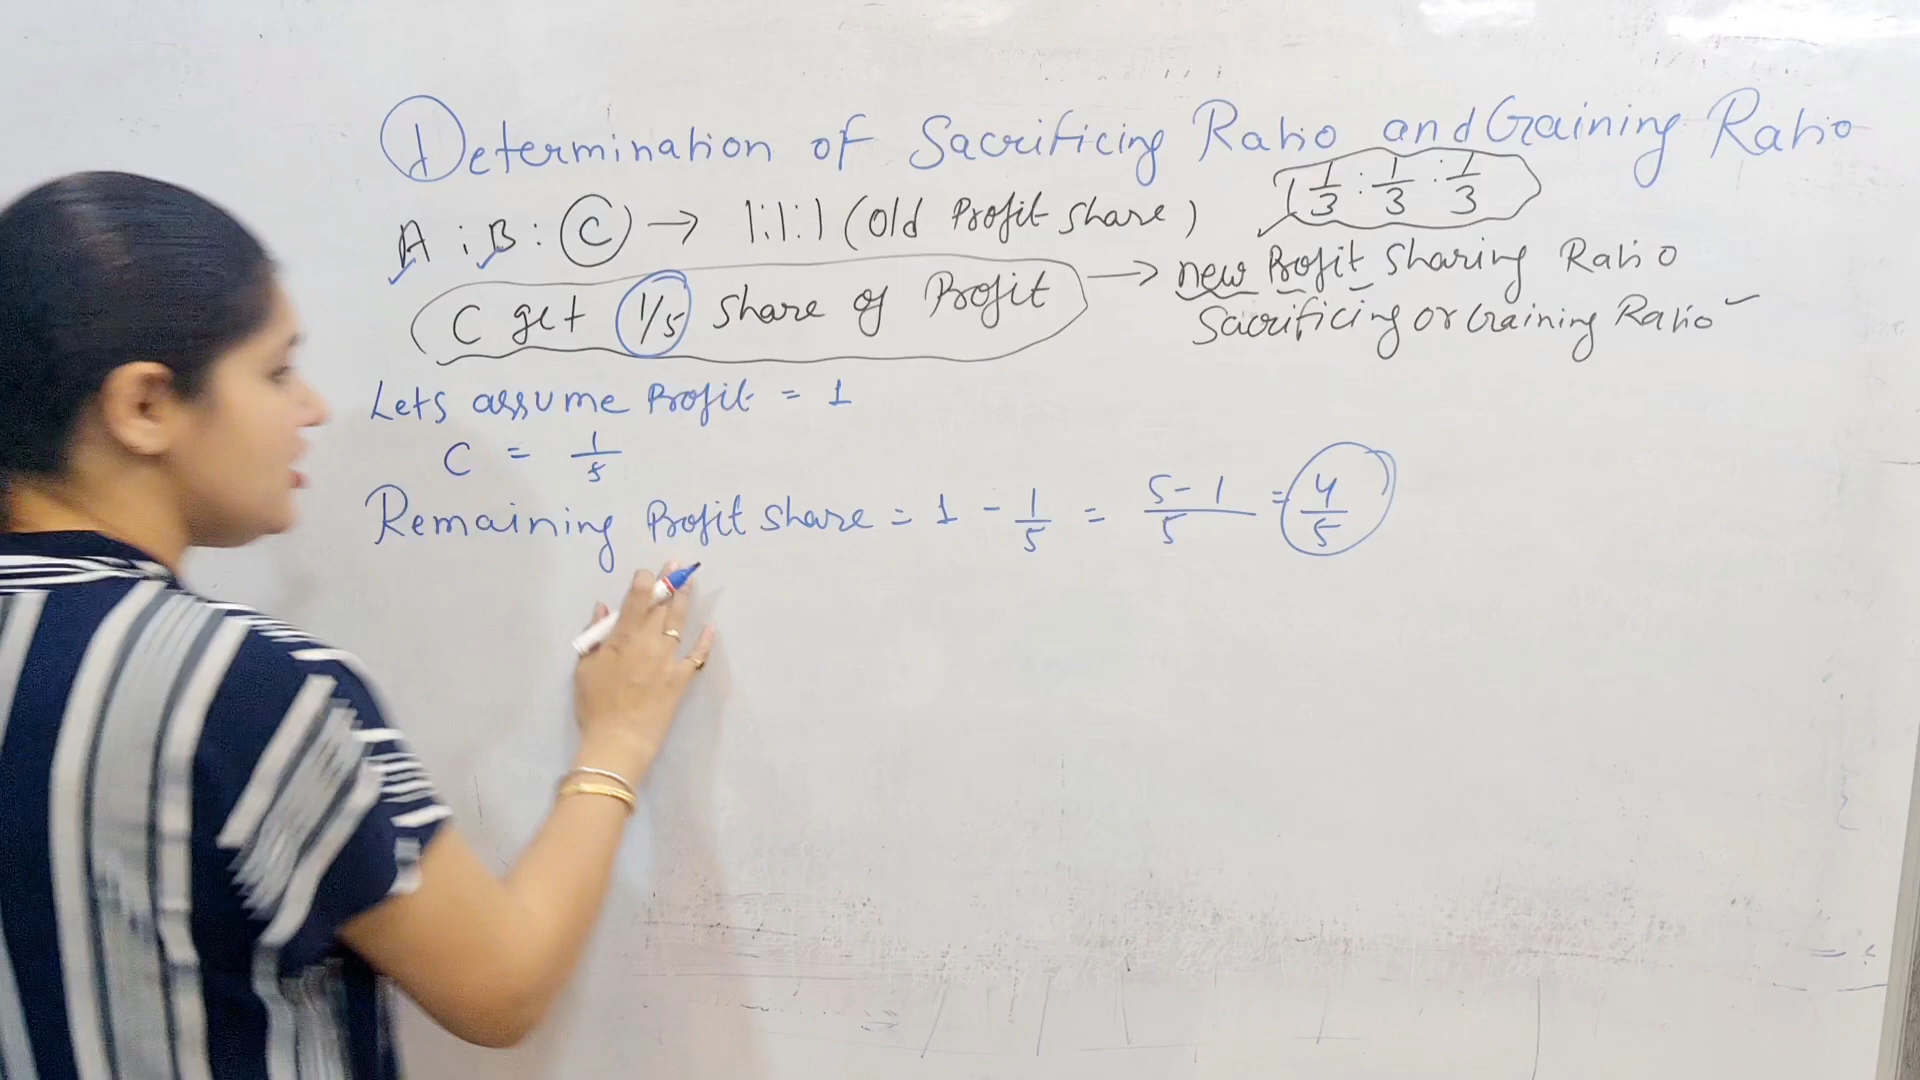 Determination of Sacrificing Ratio and Gaining Ratio
A : B : C → 1:1:1 (Old Profit Share) 1/3 : 1/3 : 1/3
C get 1/5 share of Profit → new Profit Sharing Ratio
Sacrificing or Gaining Ratio
Lets assume Profit = 1
C = 1/5
Remaining Profit share = 1 - 1/5 = 5-1/5 = 4/5